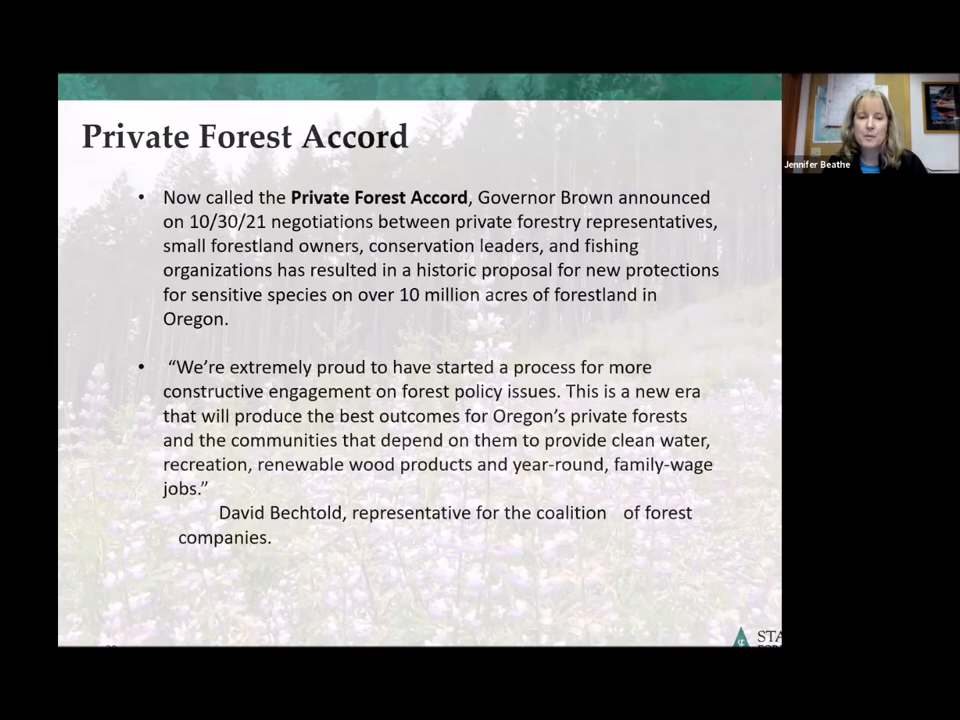 Private Forest Accord
• Now called the Private Forest Accord, Governor Brown announced
on 10/30/21 negotiations between private forestry representatives,
small forestland owners, conservation leaders, and fishing
organizations has resulted in a historic proposal for new protections
for sensitive species on over 10 million acres of forestland in
Oregon.
• “We’re extremely proud to have started a process for more
constructive engagement on forest policy issues. This is a new era
that will produce the best outcomes for Oregon’s private forests
and the communities that depend on them to provide clean water,
recreation, renewable wood products and year-round, family-wage
jobs.”
David Bechtold, representative for the coalition of forest
companies.
STA
Jennifer Beathe